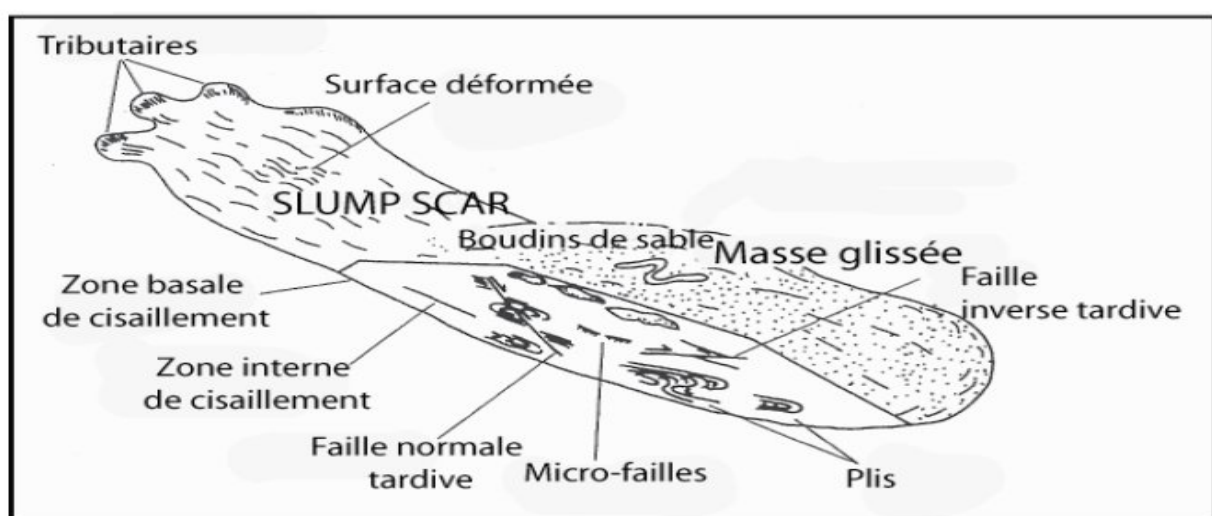 Tributaires
Surface déformée
SLUMP SCAR
Boudins de sable
Masse glissée
Faille
inverse tardive
Zone basale
de cisaillement
Zone interne
de cisaillement
Faille normale
tardive
Micro-failles
Plis